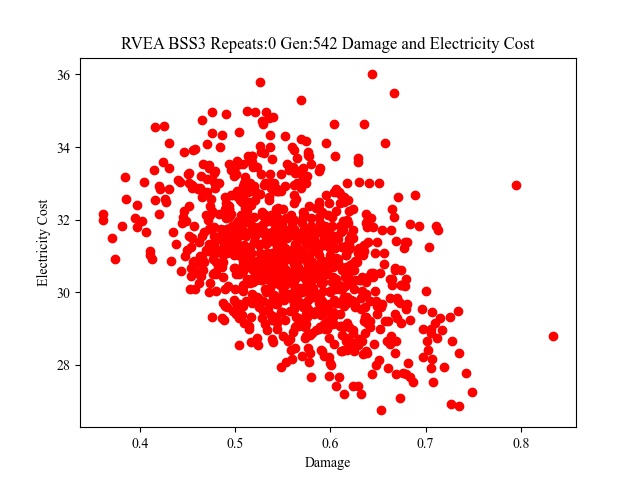 RVEA BSS3 Repeats:0 Gen:542 Damage and Electricity Cost
36
34
32
30
28
Electricity Cost
0.4 0.5 0.6 0.7 0.8
Damage